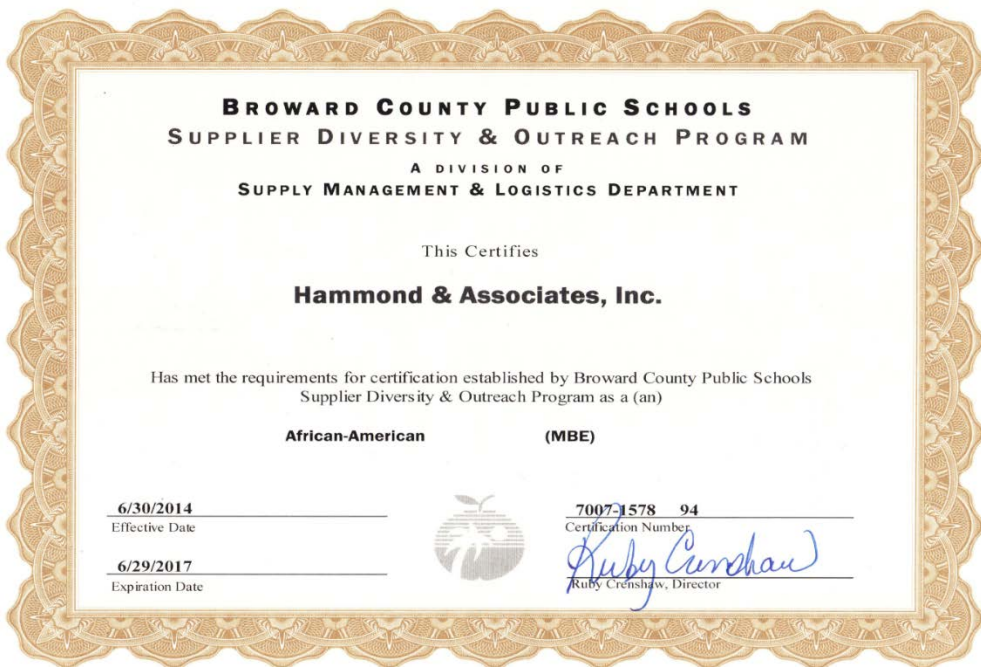 BROWARD COUNTY PUBLIC SCHOOLS
SUPPLIER DIVERSITY & OUTREACH PROGRAM
A DIVISION OF
SUPPLY MANAGEMENT & LOGISTICS DEPARTMENT
This Certifies
Hammond & Associates, Inc.
Has met the requirements for certification established by Broward County Public Schools
Supplier Diversity & Outreach Program as a (an)
African-American (MBE)
6/30/2014
Effective Date
6/29/2017
Expiration Date
7007-1578 94
Certification Number
Ruby Crenshaw
Ruby Crenshaw, Director